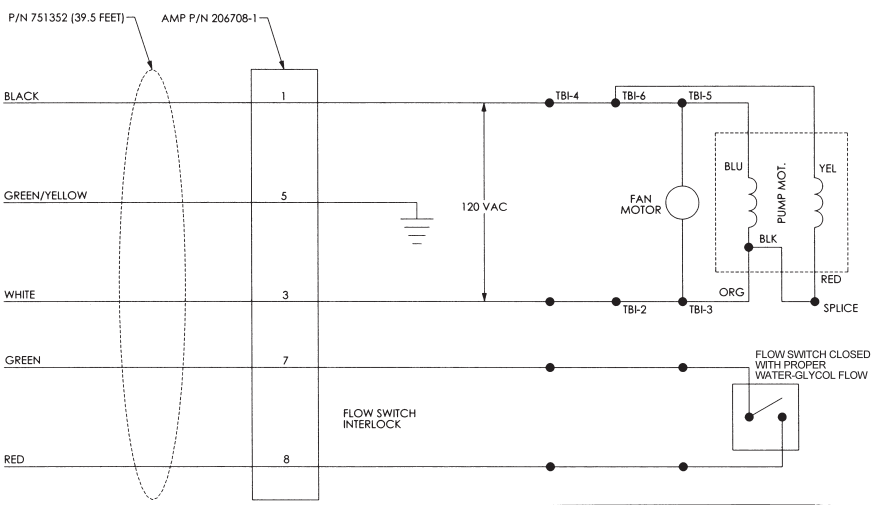 P/N 751352 (39.5 FEET)
AMP P/N 206708-1
BLACK
1
TBI-4
TBI-6
TBI-5
BLU
PUMP MOT.
YEL
GREEN/YELLOW
5
120 VAC
FAN
MOTOR
BLK
RED
WHITE
3
ORG
TBI-2
TBI-3
SPLICE
GREEN
7
FLOW SWITCH CLOSED
WITH PROPER
WATER-GLYCOL FLOW
FLOW SWITCH
INTERLOCK
RED
8